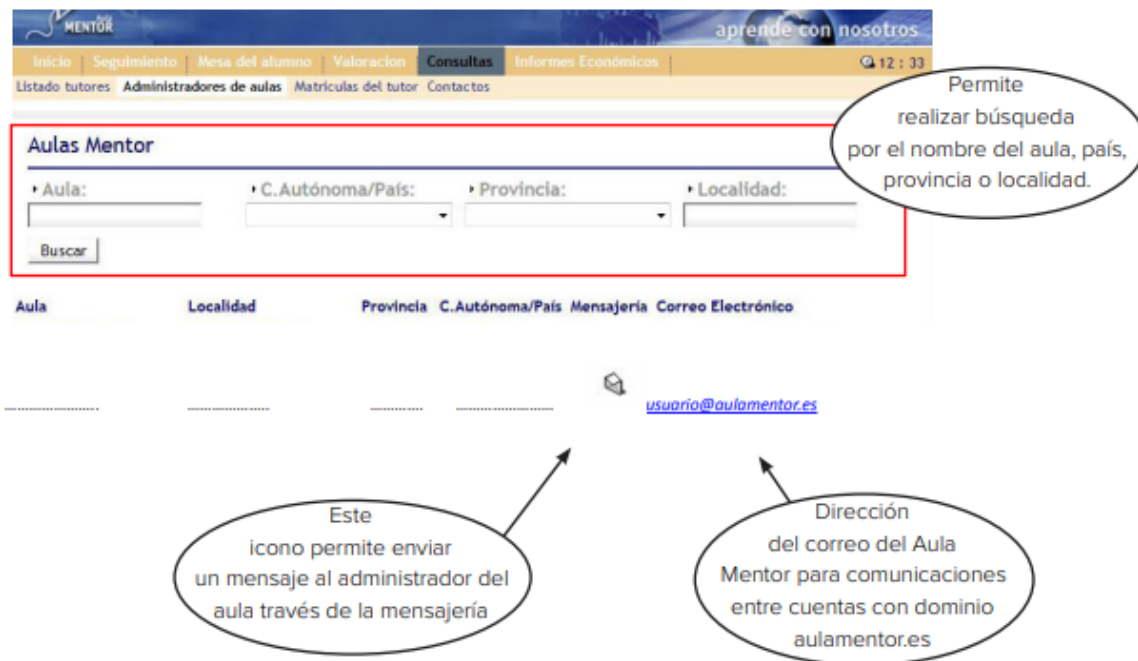 MENTOR
aprende con nosotros
Inicio | Seguimiento | Mesa del alumno | Valoracion | Consultas | Informes Económicos |
12 : 33
Listado tutores Administradores de aulas Matriculas del tutor Contactos
Permite
realizar búsqueda
por el nombre del aula, país,
provincia o localidad.
Aulas Mentor
Aula: C.Autónoma/País: Provincia: Localidad:
Buscar
Aula Localidad Provincia C.Autónoma/País Mensajería Correo Electrónico
usuario@aulamentor.es
Este
icono permite enviar
un mensaje al administrador del
aula través de la mensajería
Dirección
del correo del Aula
Mentor para comunicaciones
entre cuentas con dominio
aulamentor.es